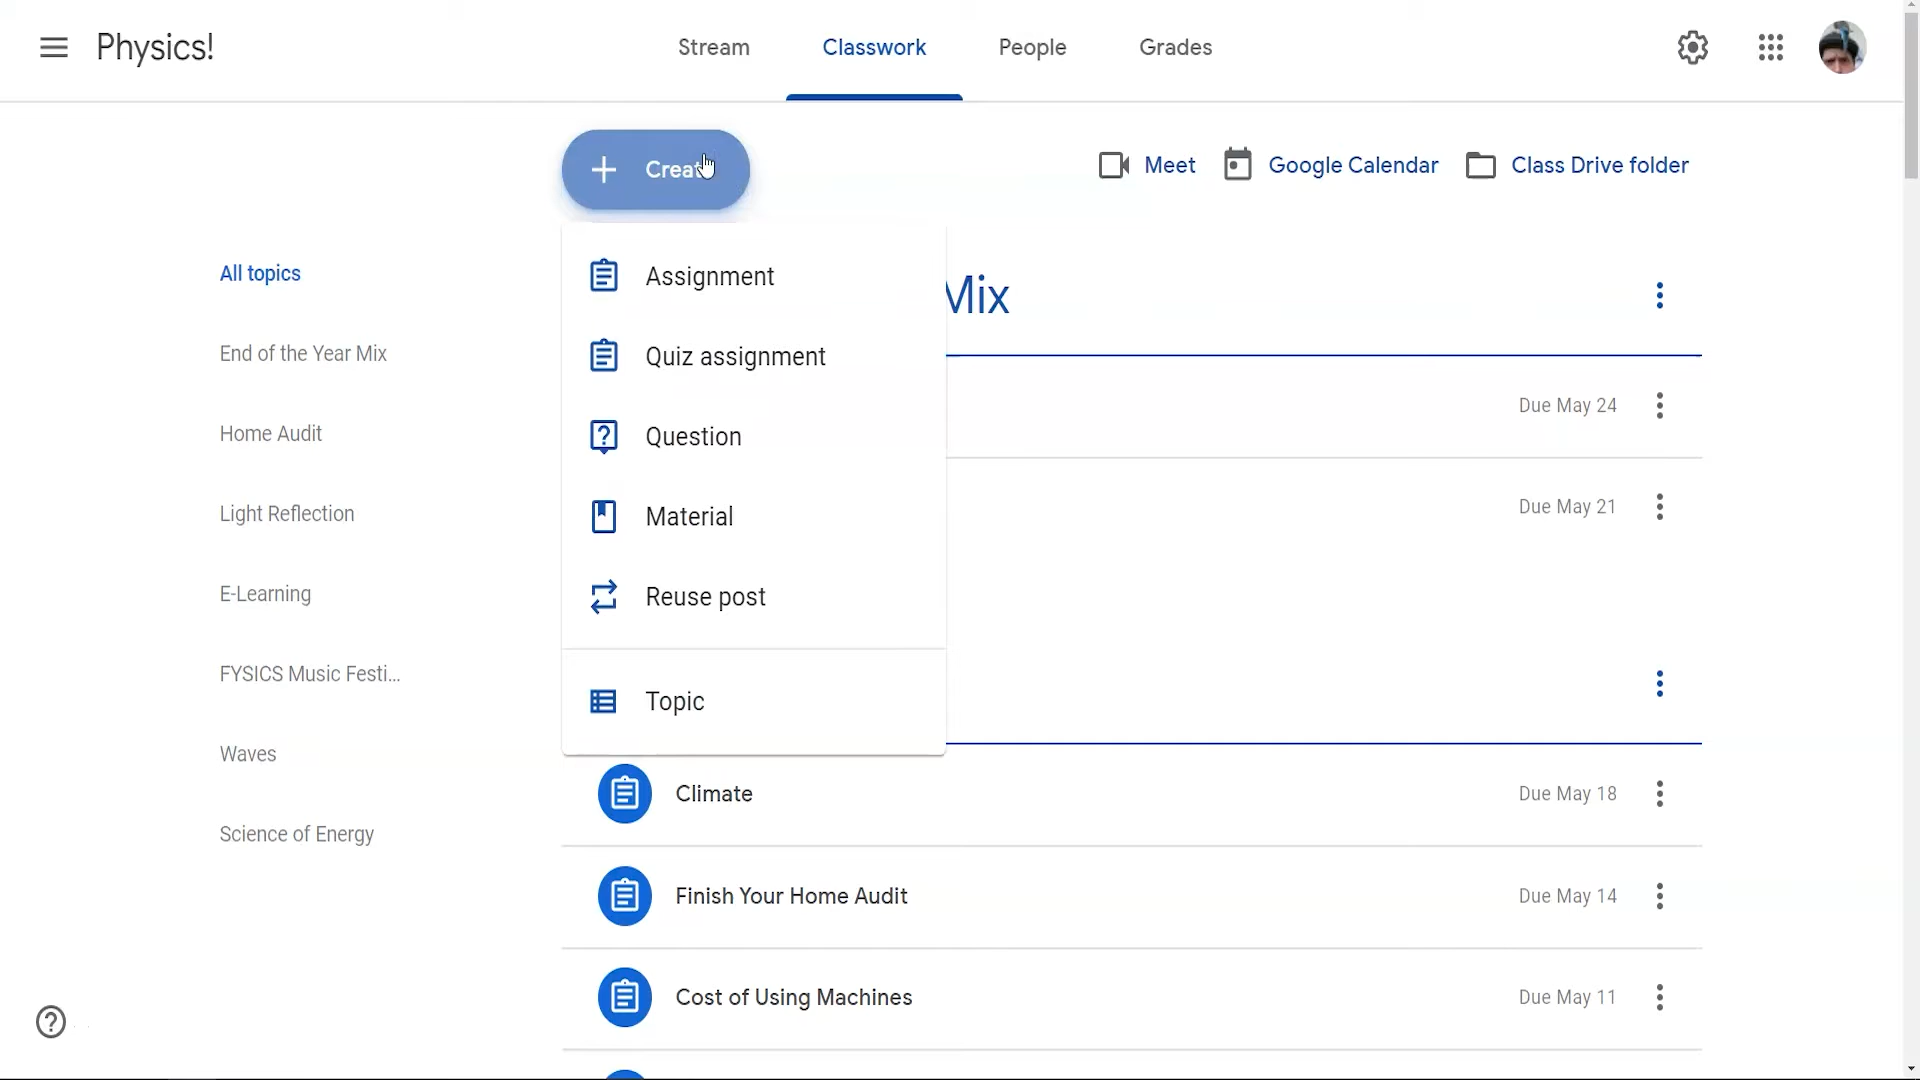 Physics!
Stream
Classwork
People
Grades
Create
Meet
Google Calendar
Class Drive folder
All topics
End of the Year Mix
Home Audit
Light Reflection
E-Learning
FYSICS Music Festi...
Waves
Science of Energy
Assignment
Quiz assignment
Question
Material
Reuse post
Topic
Mix
Due May 24
Due May 21
Climate
Due May 18
Finish Your Home Audit
Due May 14
Cost of Using Machines
Due May 11